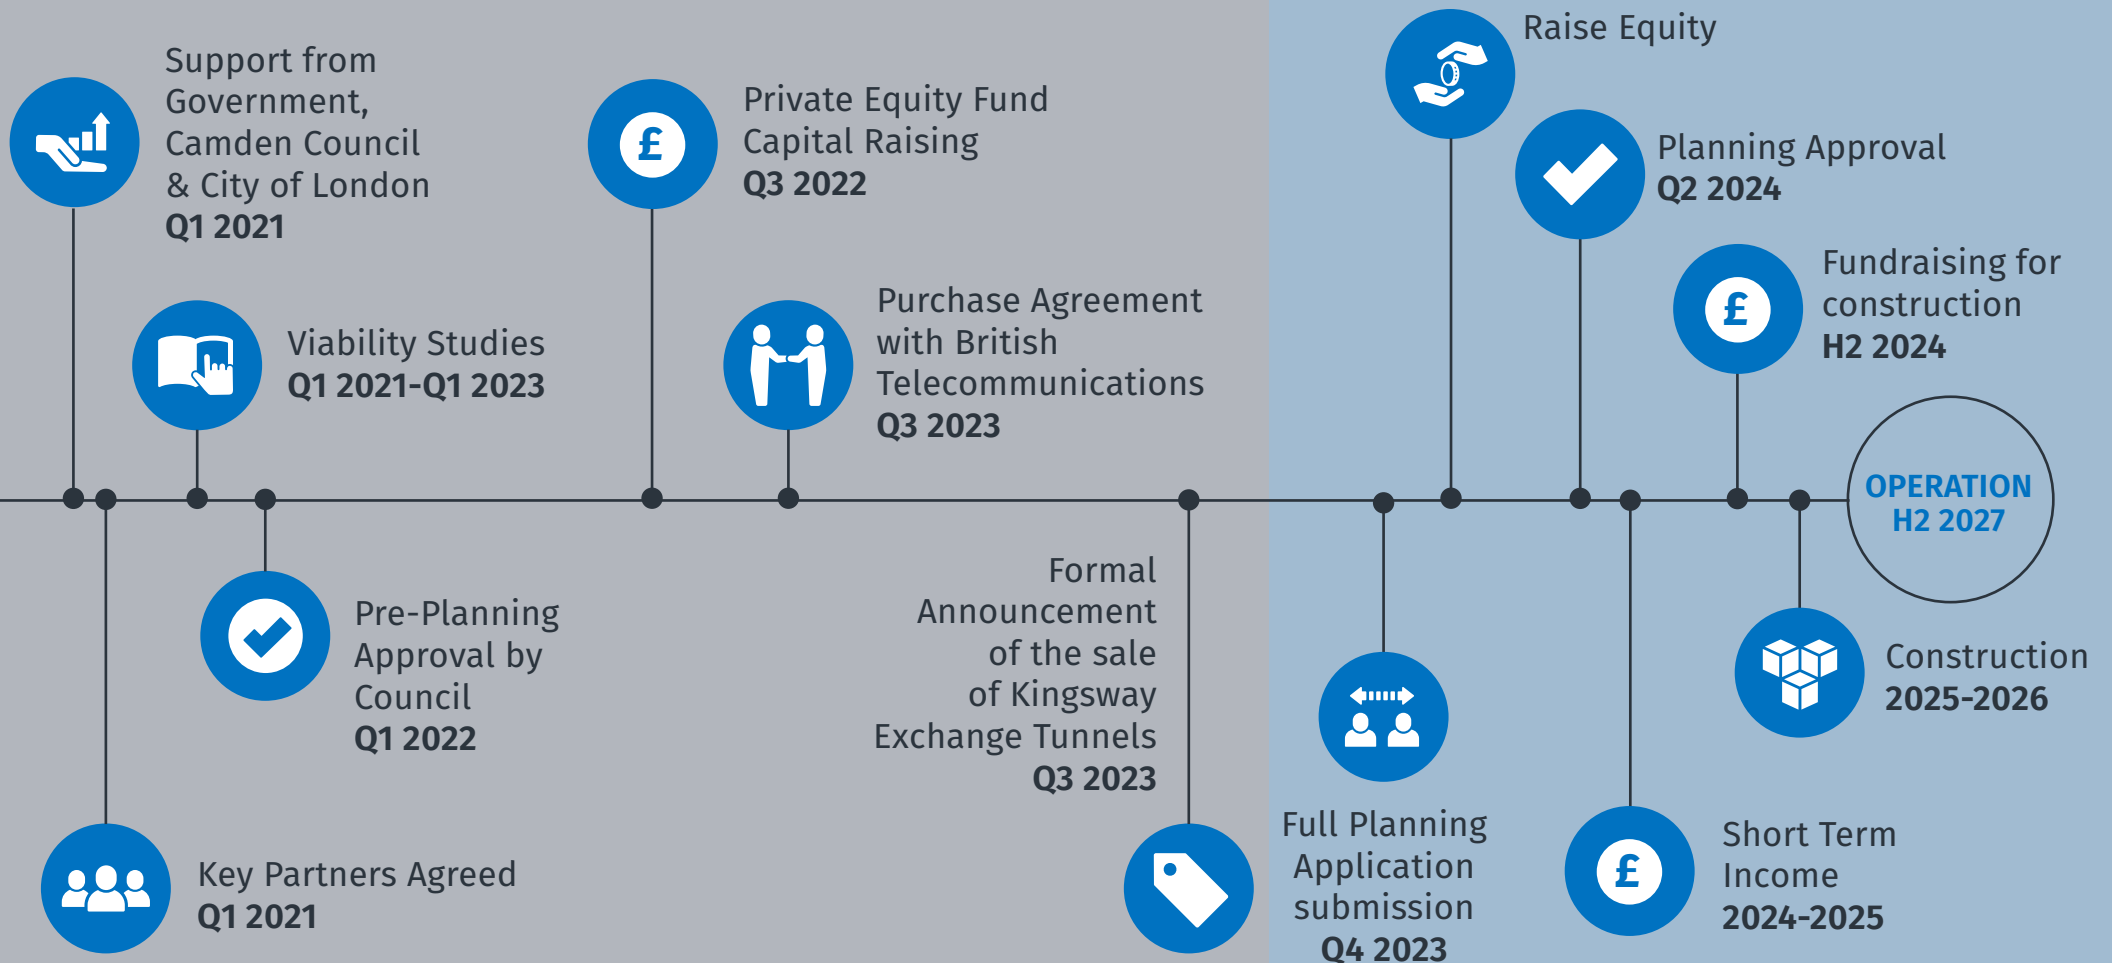 Support from
Government,
Camden Council
& City of London
Q1 2021
Key Partners Agreed
Q1 2021
Viability Studies
Q1 2021-Q1 2023
Pre-Planning
Approval by
Council
Q1 2022
£
Private Equity Fund
Capital Raising
Q3 2022
Purchase Agreement
with British
Telecommunications
Q3 2023
Formal
Announcement
of the sale
of Kingsway
Exchange Tunnels
Q3 2023
Full Planning
Application
submission
Q4 2023
Raise Equity
Planning Approval
Q2 2024
£
Short Term
Income
2024-2025
£
Fundraising for
construction
H2 2024
Construction
2025-2026
OPERATION
H2 2027